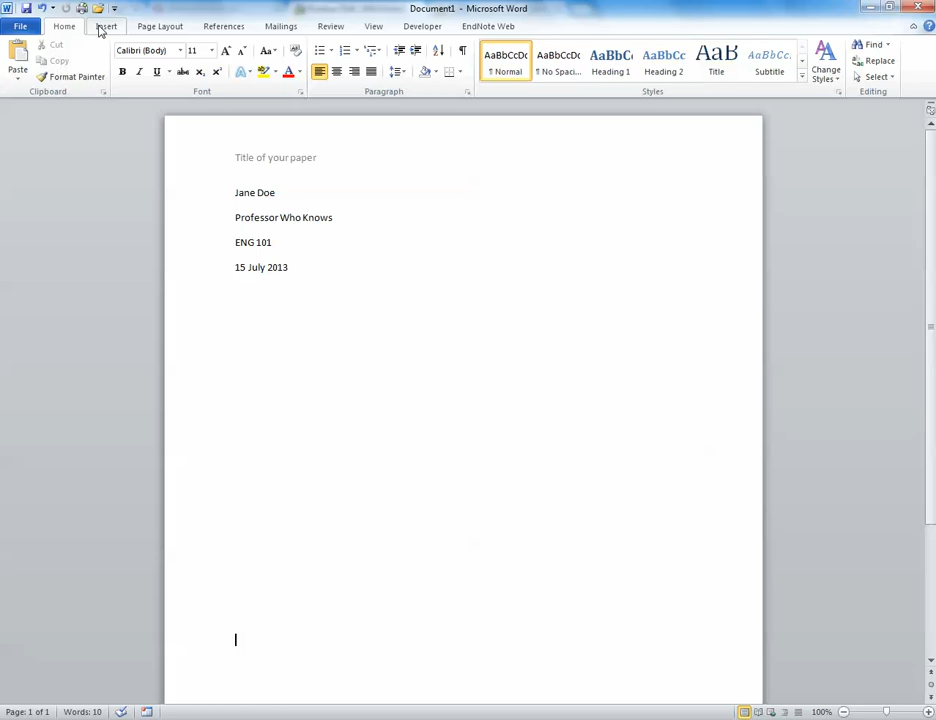 Document1 - Microsoft Word
File Home Insert Page Layout References Mailings Review View Developer EndNote Web
Paste
Cut
Copy
Format Painter
Clipboard
Calibri (Body) 11
Font
Paragraph
AaBbCcDc AaBbCcDc AaBbC AaBbCc AaB AaBbCc.
¶ Normal ¶ No Spaci... Heading 1 Heading 2 Title Subtitle
Change Styles
Styles
Find
Replace
Select
Editing
Title of your paper
Jane Doe
Professor Who Knows
ENG 101
15 July 2013
Page: 1 of 1 Words: 10 100%